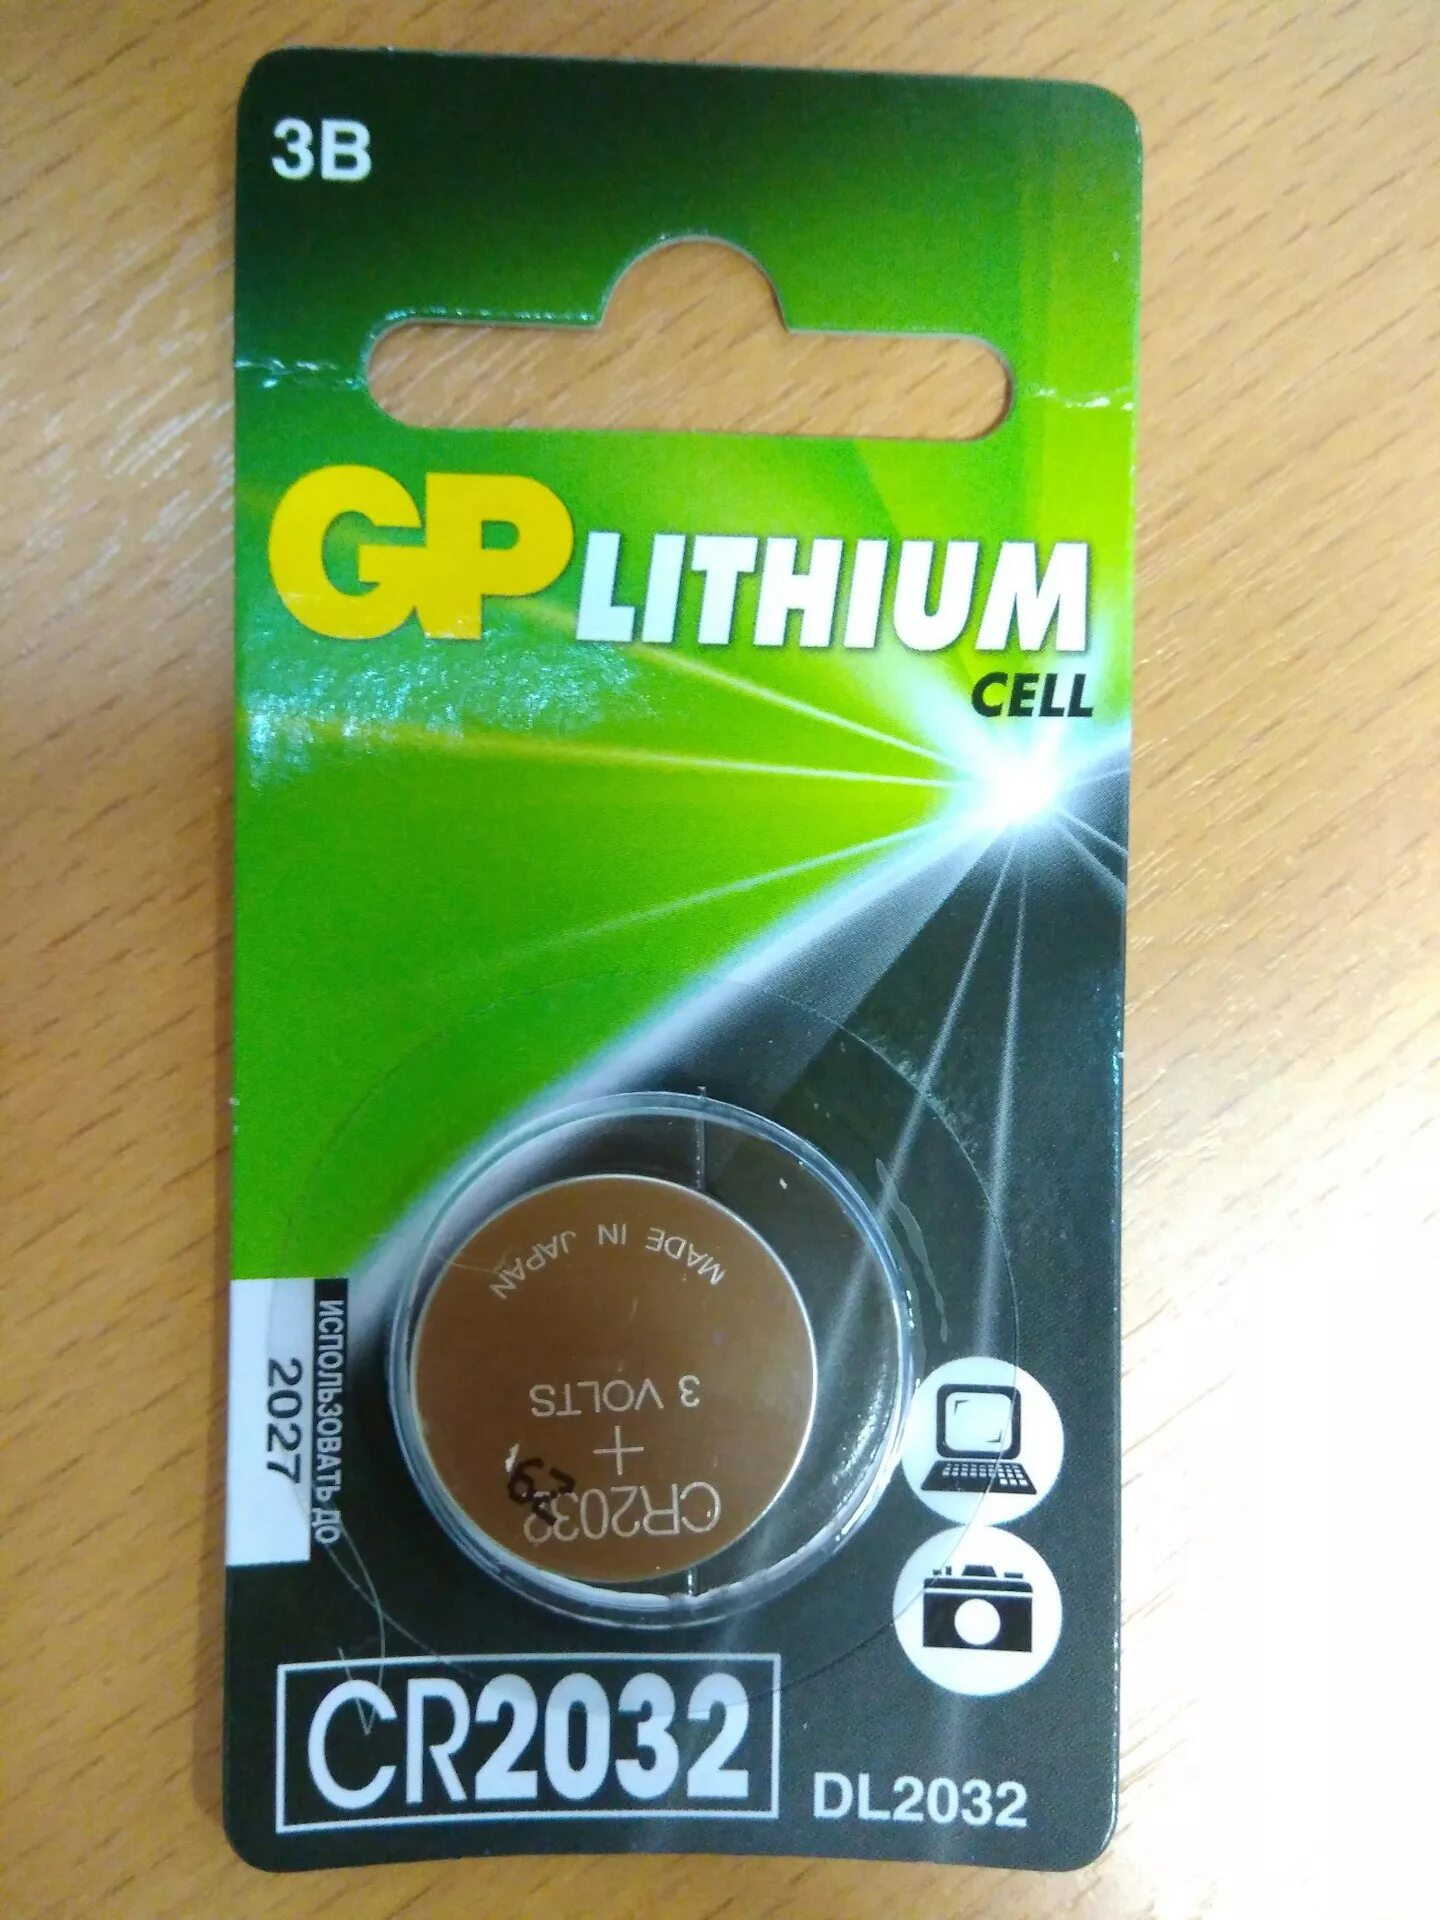 3В
GP LITHIUM
CELL
MADE IN JAPAN
3 VOLTS
+
CR2032
ИСПОЛЬЗОВАТЬ ДО
2027
CR2032
DL2032